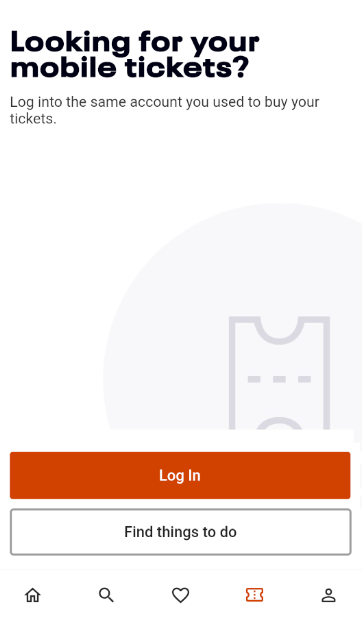 Looking for your
mobile tickets?
Log into the same account you used to buy your
tickets.
Log In
Find things to do